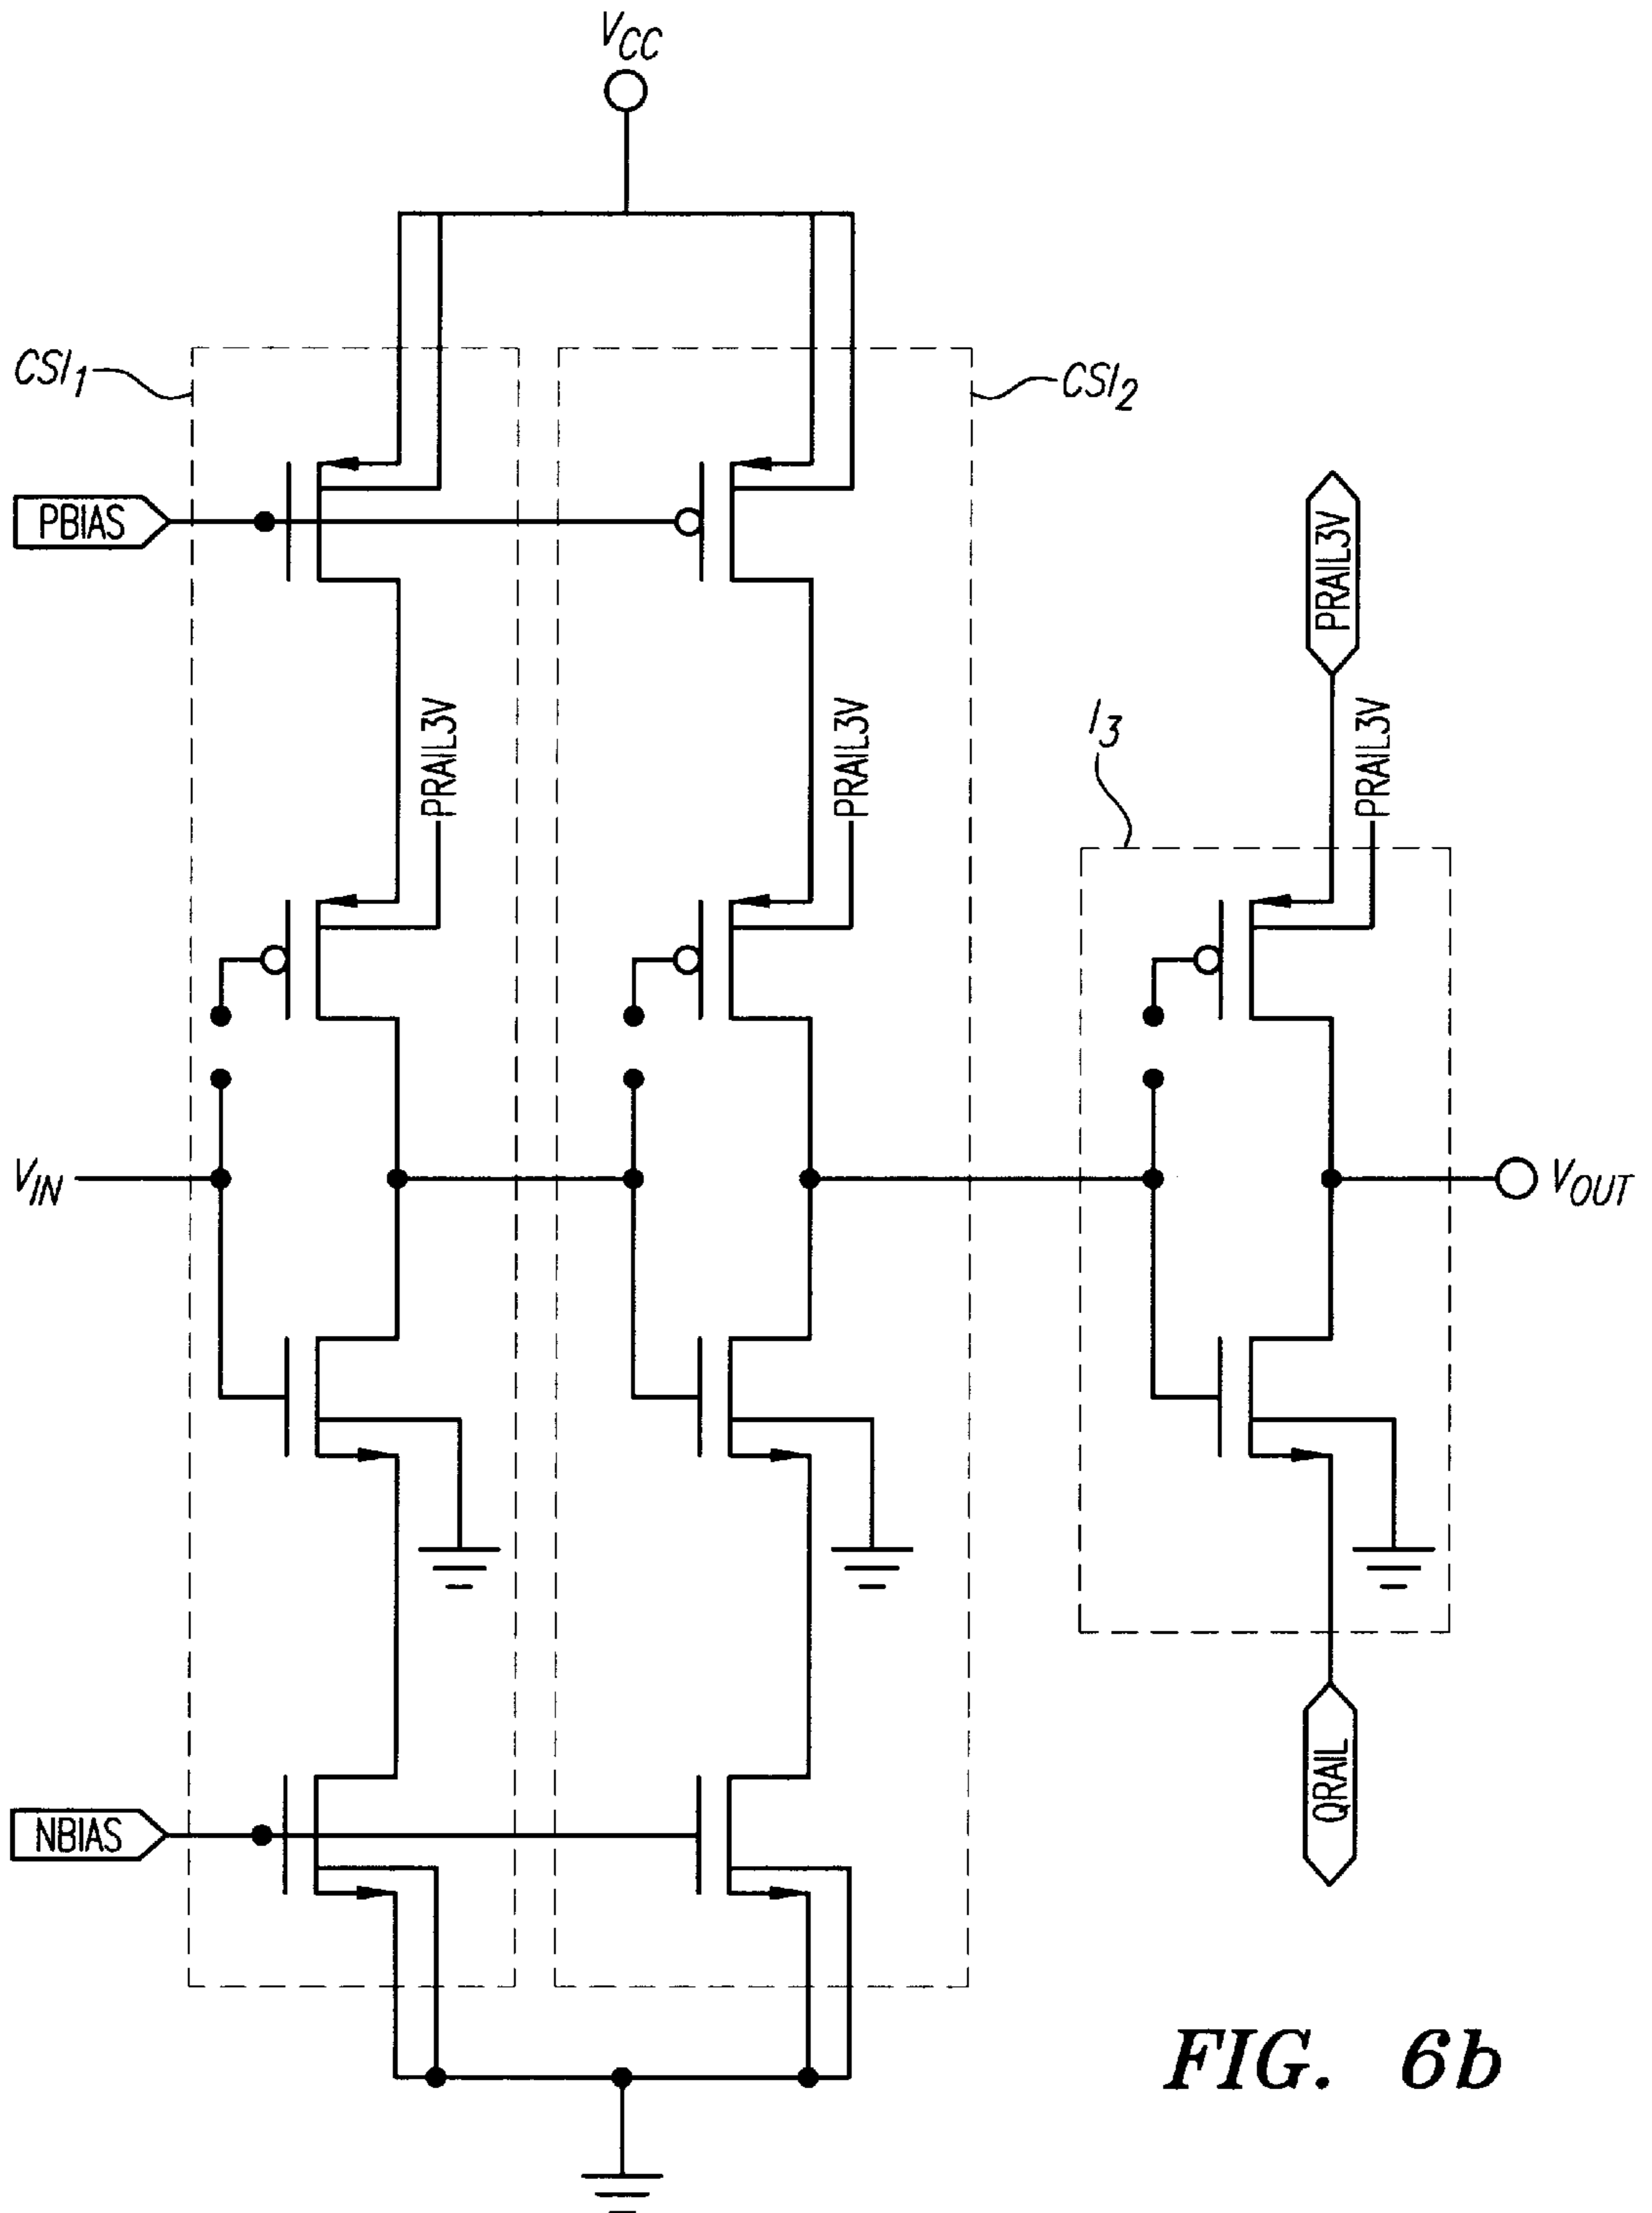 VCC
CSI1
CSI2
PBIAS
PRAIL3V
PRAIL3V
PRAIL3V
I3
PRAIL3V
VIN
VOUT
NBIAS
QRAIL
FIG. 6b